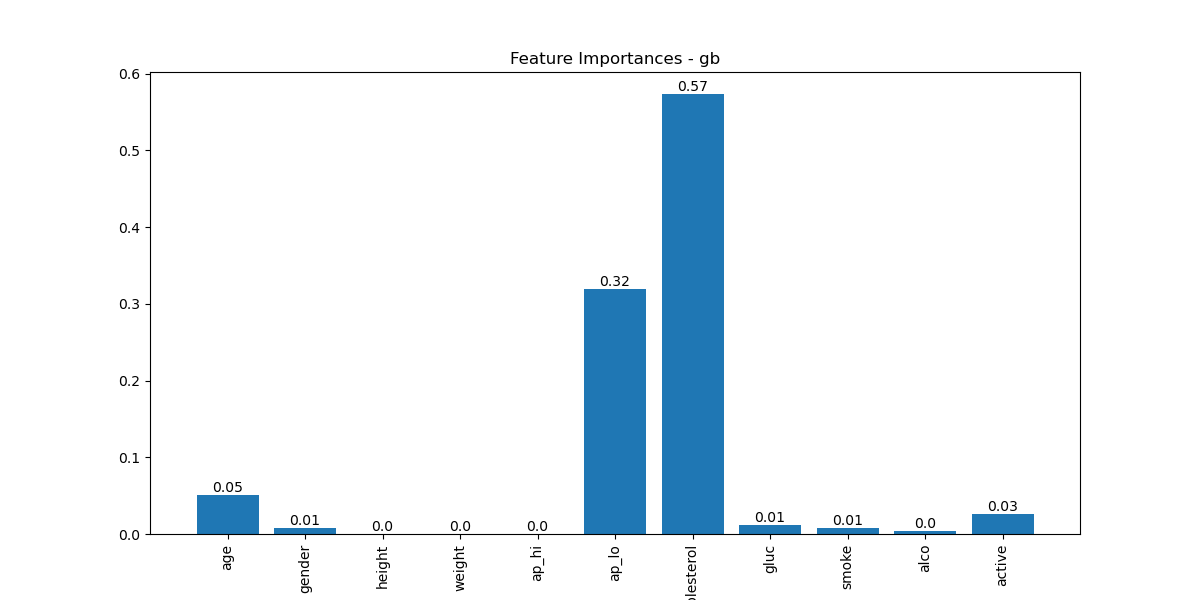 Feature Importances - gb
0.6
0.5
0.4
0.3
0.2
0.1
0.0
0.05
0.01
0.0
0.0
0.0
0.32
0.57
0.01
0.01
0.0
0.03
age
gender
height
weight
ap_hi
ap_lo
olesterol
gluc
smoke
alco
active